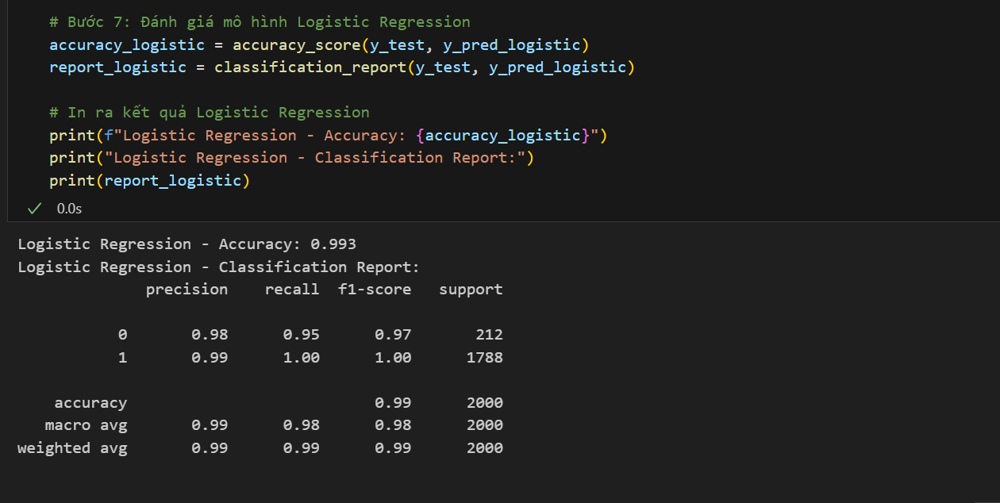 # Bước 7: Đánh giá mô hình Logistic Regression
accuracy_logistic = accuracy_score(y_test, y_pred_logistic)
report_logistic = classification_report(y_test, y_pred_logistic)
# In ra kết quả Logistic Regression
print(f"Logistic Regression - Accuracy: {accuracy_logistic}")
print("Logistic Regression - Classification Report:")
print(report_logistic)
✓ 0.0s
Logistic Regression - Accuracy: 0.993
Logistic Regression - Classification Report:
precision recall f1-score support
0 0.98 0.95 0.97 212
1 0.99 1.00 1.00 1788
accuracy 0.99 2000
macro avg 0.99 0.98 0.98 2000
weighted avg 0.99 0.99 0.99 2000